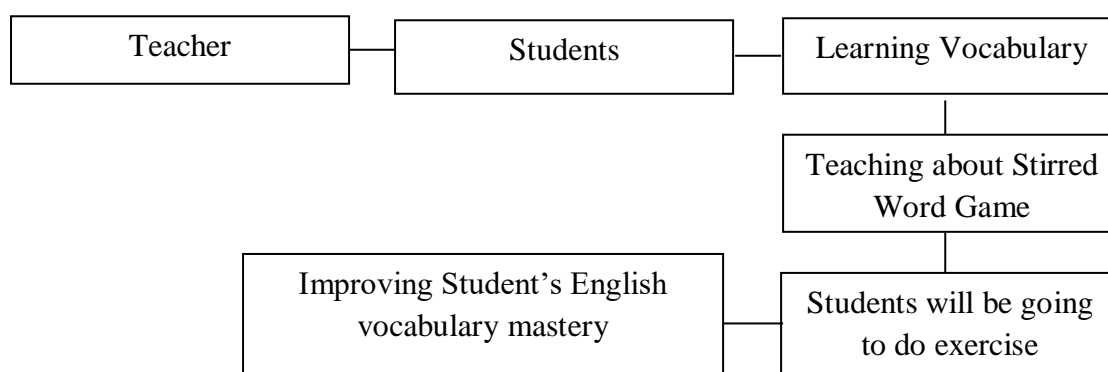 Teacher
Students
Learning Vocabulary
Teaching about Stirred
Word Game
Students will be going
to do exercise
Improving Student’s English
vocabulary mastery